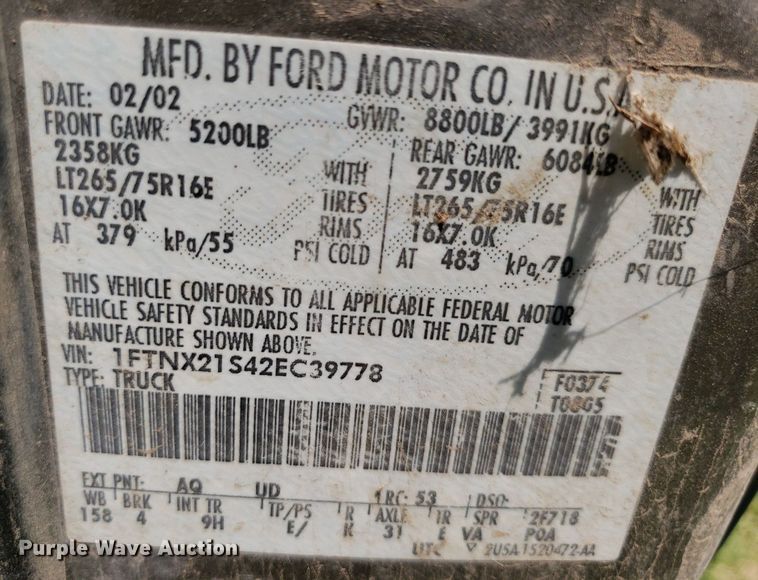 MFD. BY FORD MOTOR CO. IN U.S.A
DATE: 02/02 GVWR: 8800LB/3991KG
FRONT GAWR: 5200LB REAR GAWR: 6084LB
2358KG WITH 2759KG WITH
LT265/75R16E TIRES LT265/75R16E TIRES
16X7.0K RIMS 16X7.0K RIMS
AT 379 kPa/55 PSI COLD AT 483 kPa/70 PSI COLD
THIS VEHICLE CONFORMS TO ALL APPLICABLE FEDERAL MOTOR
VEHICLE SAFETY STANDARDS IN EFFECT ON THE DATE OF
MANUFACTURE SHOWN ABOVE.
VIN: 1FTNX21S42EC39778
TYPE: TRUCK F0374
T0805
EXT PNT: AQ UD RC: 53 DSO:
WB BRK INT TR TP/PS R AXLE TR SPR 2F718
158 4 9H E/ K 31 E VA POA
UTC 2USA-1520472-AA
Purple Wave Auction